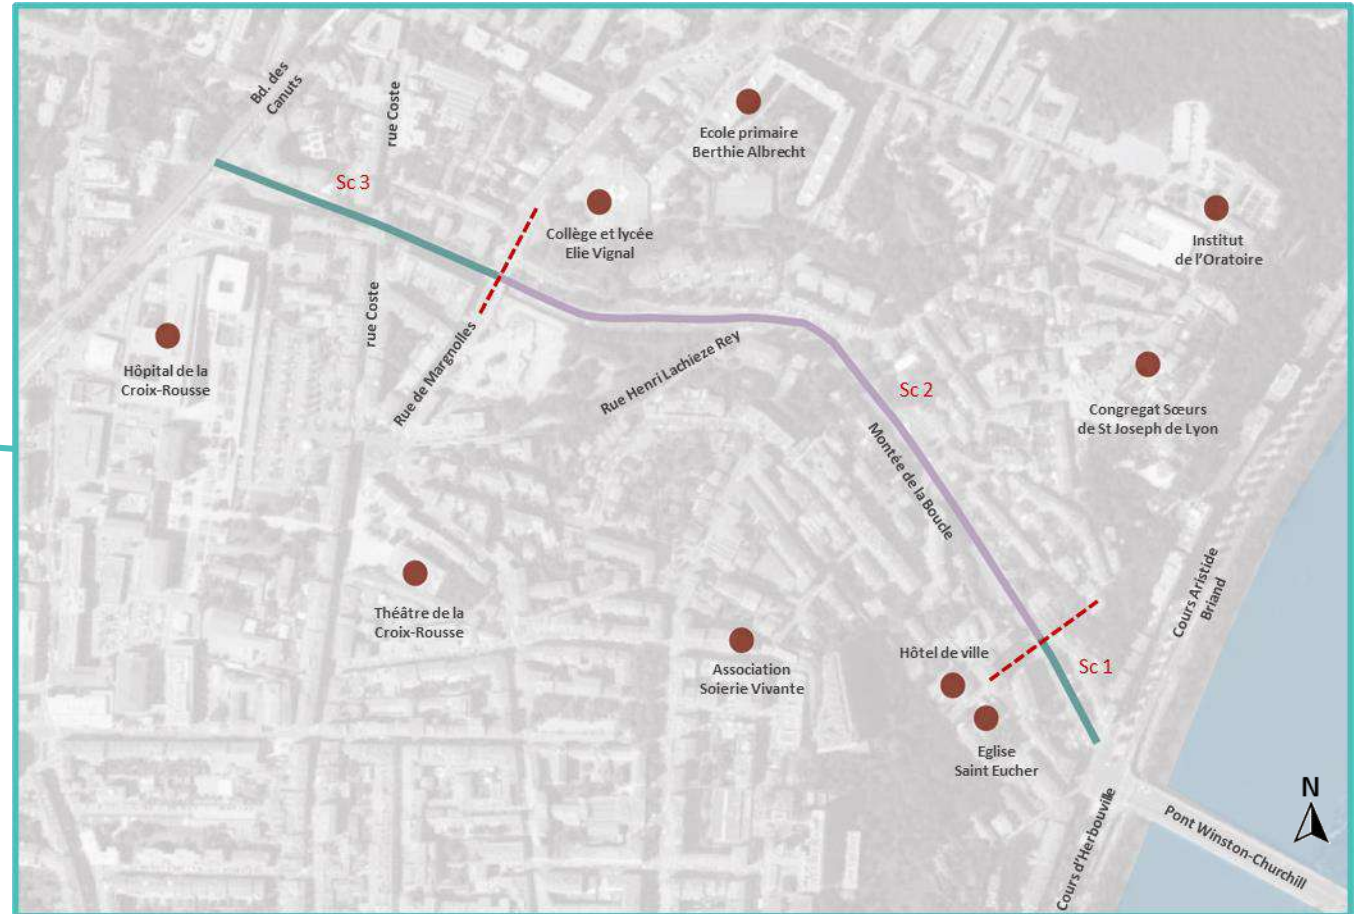 Bd. des
Canuts
rue Coste
Ecole primaire
Berthie Albrecht
Sc 3
Collège et lycée
Elie Vignal
Institut
de l'Oratoire
rue Coste
Hôpital de la
Croix-Rousse
Rue de Margnolles
Rue Henri Lachieze Rey
Sc 2
Congregat Sœurs
de St Joseph de Lyon
Montée de la Boucle
Cours Aristide
Briand
Théâtre de la
Croix-Rousse
Association
Soierie Vivante
Hôtel de ville
Sc 1
Eglise
Saint Eucher
Cours d'Herbouville
Pont Winston-Churchill
N